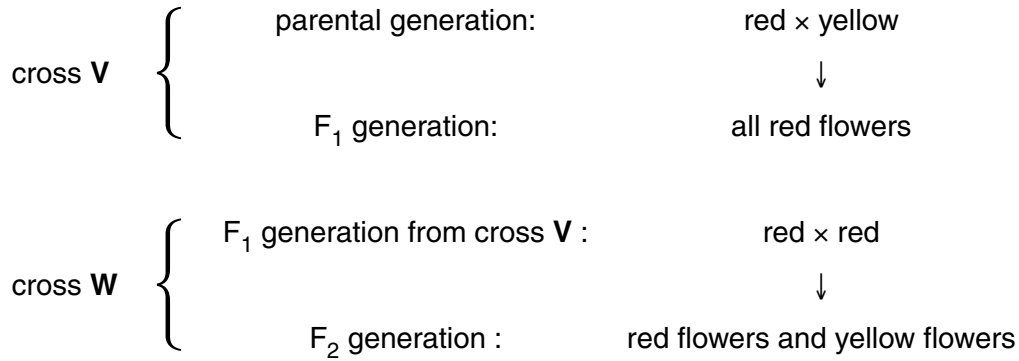 parental generation: red × yellow
cross V
↓
F₁ generation: all red flowers
F₁ generation from cross V : red × red
cross W
↓
F₂ generation : red flowers and yellow flowers